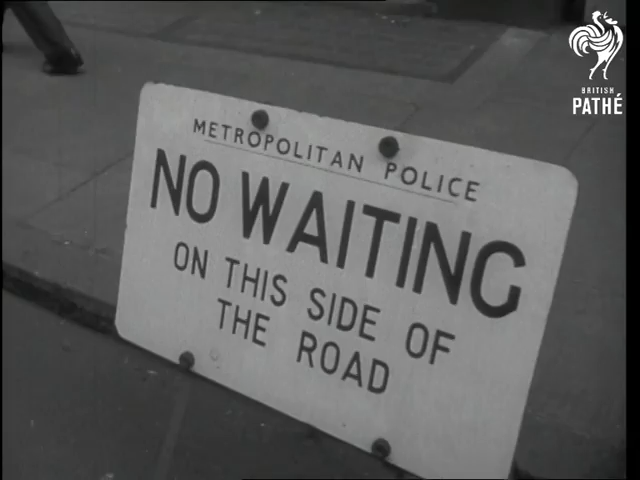 BRITISH
PATHÉ
METROPOLITAN POLICE
NO WAITING
ON THIS SIDE OF
THE ROAD